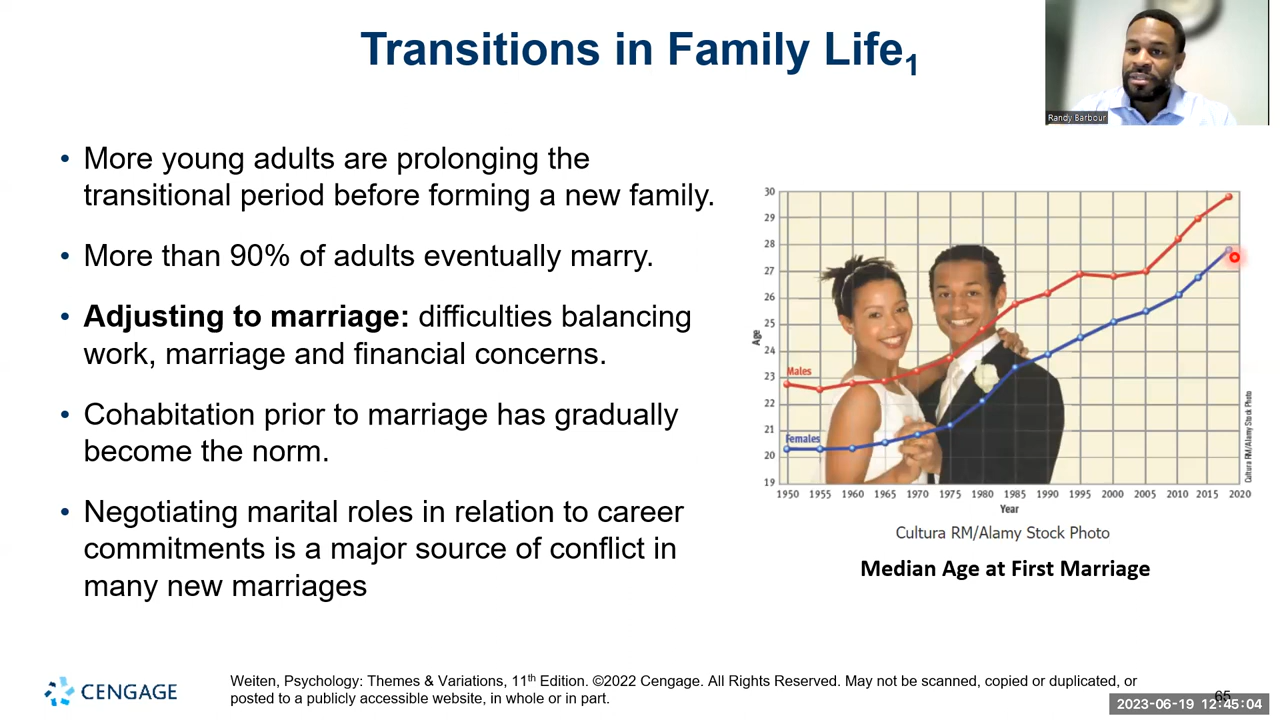 Transitions in Family Life1
Randy Barbour
• More young adults are prolonging the
transitional period before forming a new family.
• More than 90% of adults eventually marry.
• Adjusting to marriage: difficulties balancing
work, marriage and financial concerns.
• Cohabitation prior to marriage has gradually
become the norm.
• Negotiating marital roles in relation to career
commitments is a major source of conflict in
many new marriages
30
29
28
27
26
25
24
23
22
21
20
19
Age
Males
Females
1950 1955 1960 1965 1970 1975 1980 1985 1990 1995 2000 2005 2010 2015 2020
Year
Cultura RM/Alamy Stock Photo
Cultura RM/Alamy Stock Photo
Median Age at First Marriage
CENGAGE
Weiten, Psychology: Themes & Variations, 11th Edition. ©2022 Cengage. All Rights Reserved. May not be scanned, copied or duplicated, or
posted to a publicly accessible website, in whole or in part.
65
2023-06-19 12:45:04